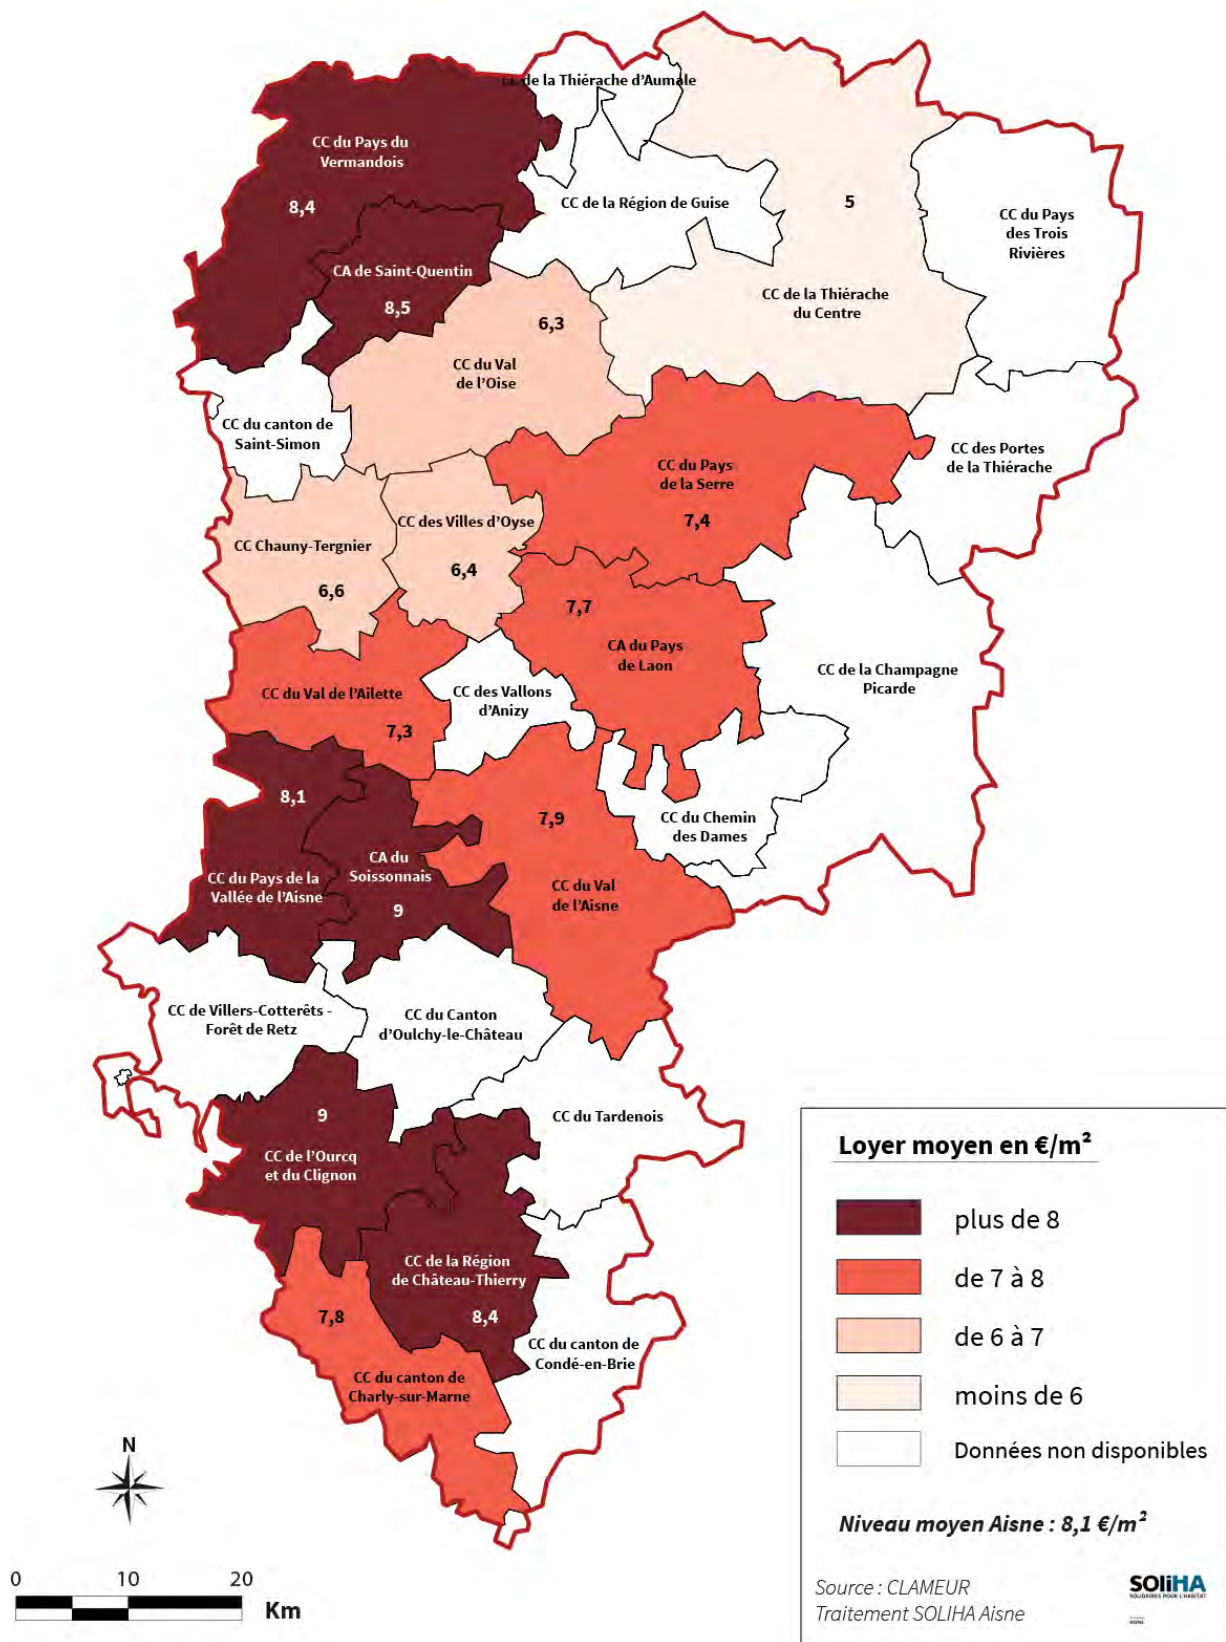 CC de la Thiérache d'Aumale
CC du Pays du
Vermandois
8,4
CC de la Région de Guise
5
CC du Pays
des Trois
Rivières
CA de Saint-Quentin
8,5
CC de la Thiérache
du Centre
6,3
CC du Val
de l'Oise
CC du canton de
Saint-Simon
CC des Portes
de la Thiérache
CC du Pays
de la Serre
7,4
CC des Villes d'Oyse
6,4
CC Chauny-Tergnier
6,6
7,7
CA du Pays
de Laon
CC de la Champagne
Picarde
CC du Val de l'Ailette
7,3
CC des Vallons
d'Anizy
8,1
7,9
CC du Chemin
des Dames
CA du
Soissonnais
9
CC du Pays de la
Vallée de l'Aisne
CC du Val
de l'Aisne
CC de Villers-Cotterêts -
Forêt de Retz
CC du Canton
d'Oulchy-le-Château
9
CC de l'Ourcq
et du Clignon
CC du Tardenois
CC de la Région
de Château-Thierry
8,4
7,8
CC du canton de
Condé-en-Brie
CC du canton de
Charly-sur-Marne
N
0 10 20
Km
Loyer moyen en €/m²
plus de 8
de 7 à 8
de 6 à 7
moins de 6
Données non disponibles
Niveau moyen Aisne : 8,1 €/m²
Source : CLAMEUR
Traitement SOLIHA Aisne
SOLiHA
SOLIDAIRES POUR L'HABITAT
AISNE